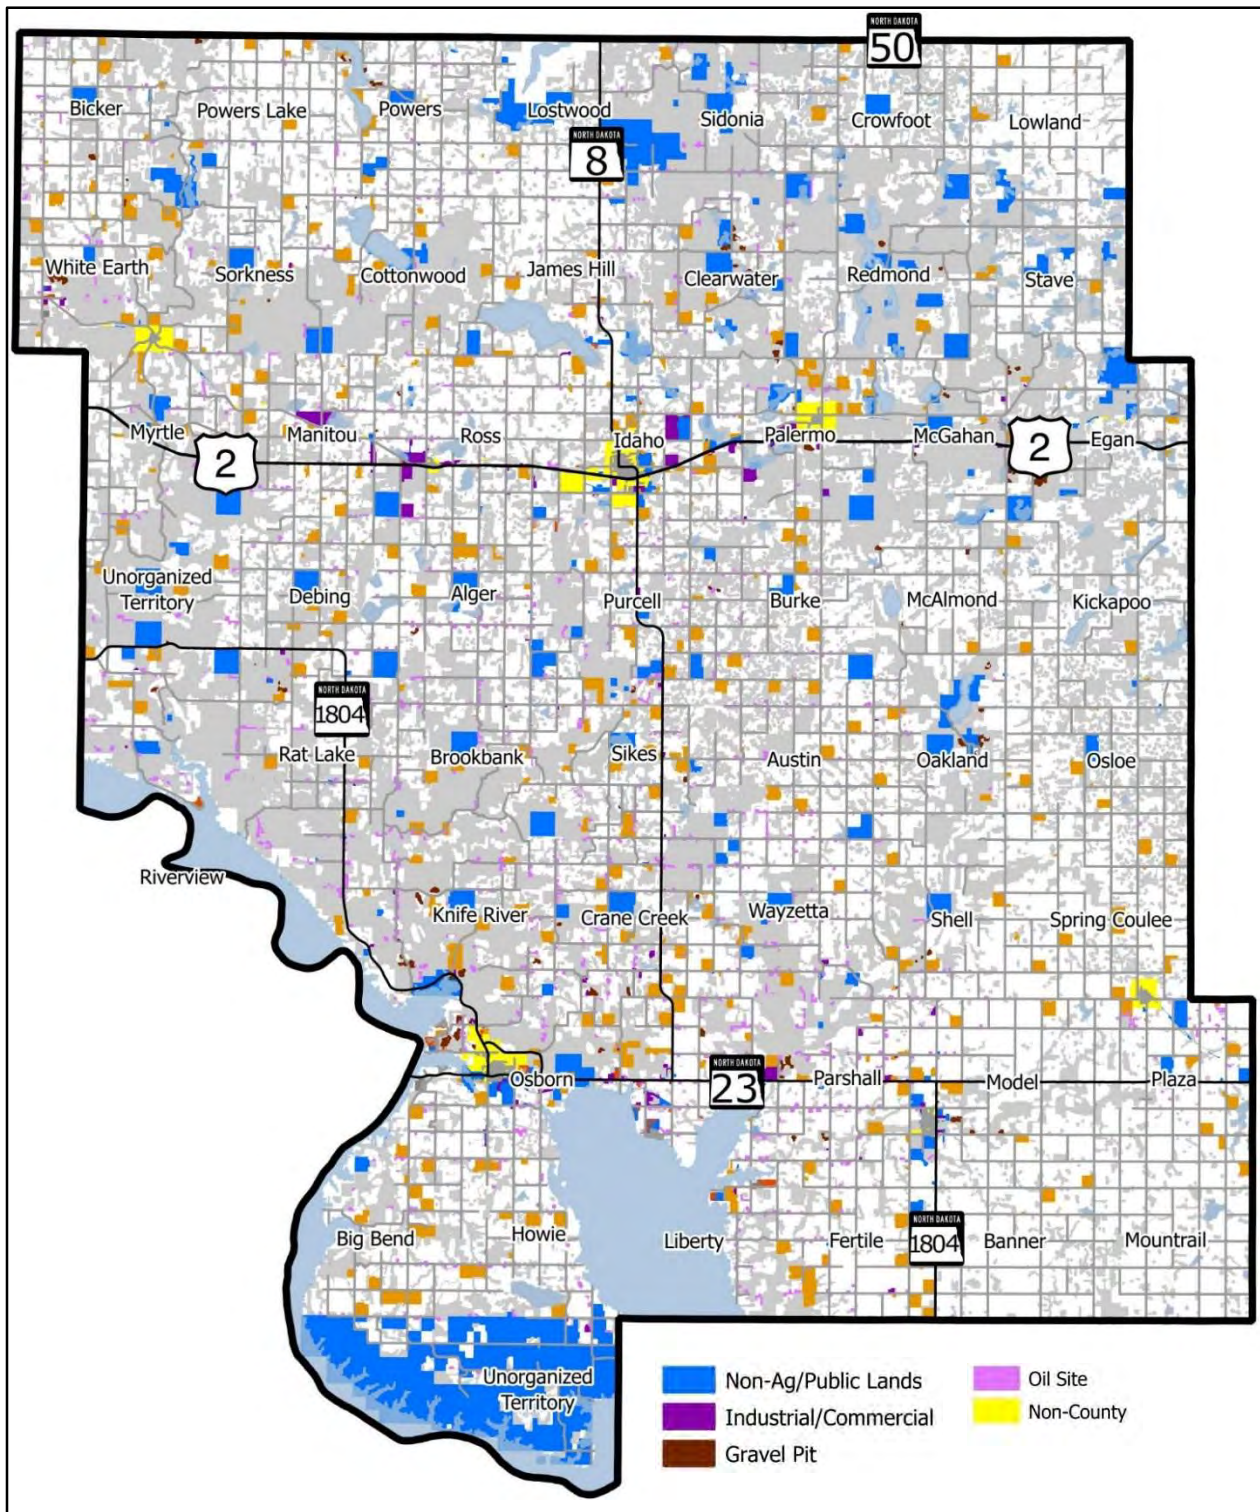 NORTH DAKOTA
50
Bicker
Powers Lake
Powers
Lostwood
Sidonia
Crowfoot
Lowland
NORTH DAKOTA
8
White Earth
Sorkness
Cottonwood
James Hill
Clearwater
Redmond
Stave
Myrtle
2
Manitou
Ross
Idaho
Palermo
McGahan
2
Egan
Unorganized
Territory
Debing
Alger
Purcell
Burke
McAlmond
Kickapoo
NORTH DAKOTA
1804
Rat Lake
Brookbank
Sikes
Austin
Oakland
Osloe
Riverview
Knife River
Crane Creek
Wayzetta
Shell
Spring Coulee
Osborn
NORTH DAKOTA
23
Parshall
Model
Plaza
Big Bend
Howie
Liberty
Fertile
NORTH DAKOTA
1804
Banner
Mountrail
Unorganized
Territory
Non-Ag/Public Lands
Industrial/Commercial
Gravel Pit
Oil Site
Non-County